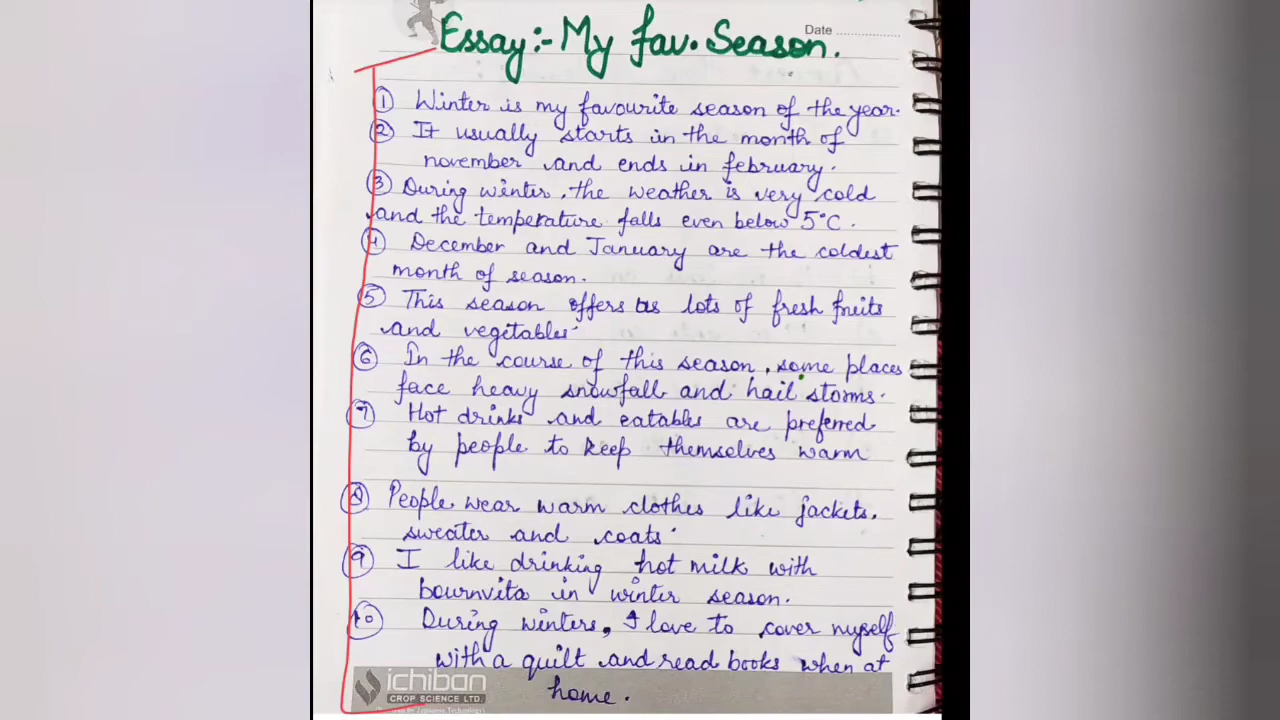 Date ................
Essay:- My fav. Season.
① Winter is my favourite season of the year.
② It usually starts in the month of
november and ends in february.
③ During winter, the weather is very cold
and the temperature falls even below 5°C.
④ December and January are the coldest
month of season.
⑤ This season offers us lots of fresh fruits
and vegetables.
⑥ In the course of this season, some places
face heavy snowfall and hail storms.
⑦ Hot drinks and eatables are preferred
by people to keep themselves warm
⑧ People wear warm clothes like jackets,
sweater and coats.
⑨ I like drinking hot milk with
bournvita in winter season.
⑩ During winters, I love to cover myself
with a quilt and read books when at
home.
ichiban
CROP SCIENCE LTD.